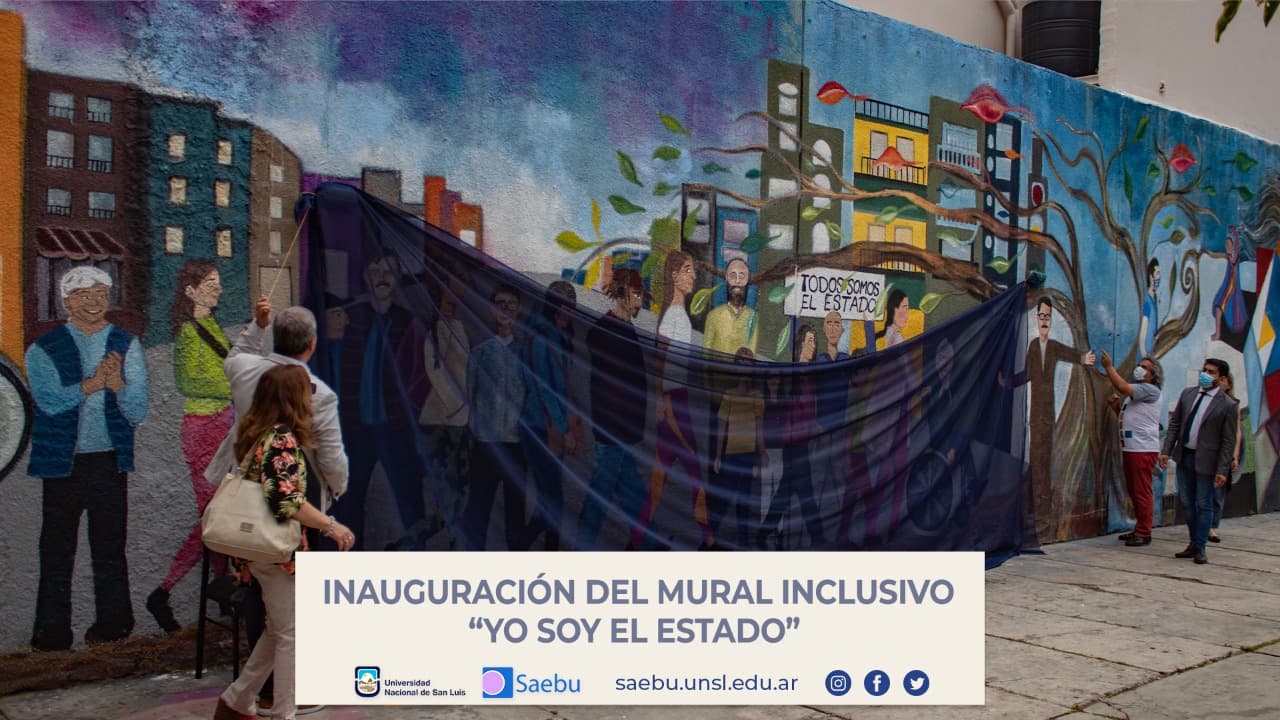 TODOS SOMOS
EL ESTADO
INAUGURACIÓN DEL MURAL INCLUSIVO
“YO SOY EL ESTADO”
Universidad
Nacional de San Luis
Saebu
saebu.unsl.edu.ar